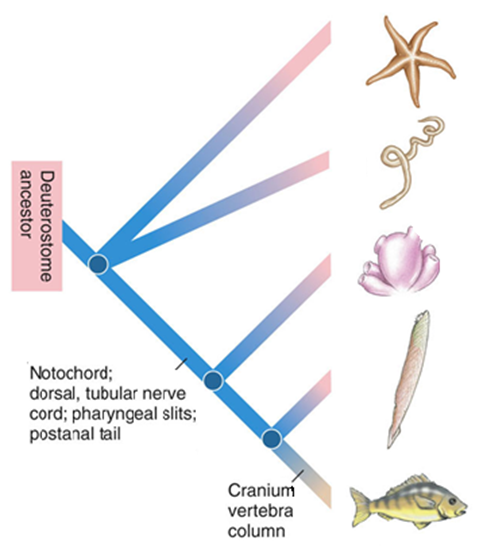 Deuterostome
ancestor
Notochord;
dorsal, tubular nerve
cord; pharyngeal slits;
postanal tail
Cranium
vertebra
column